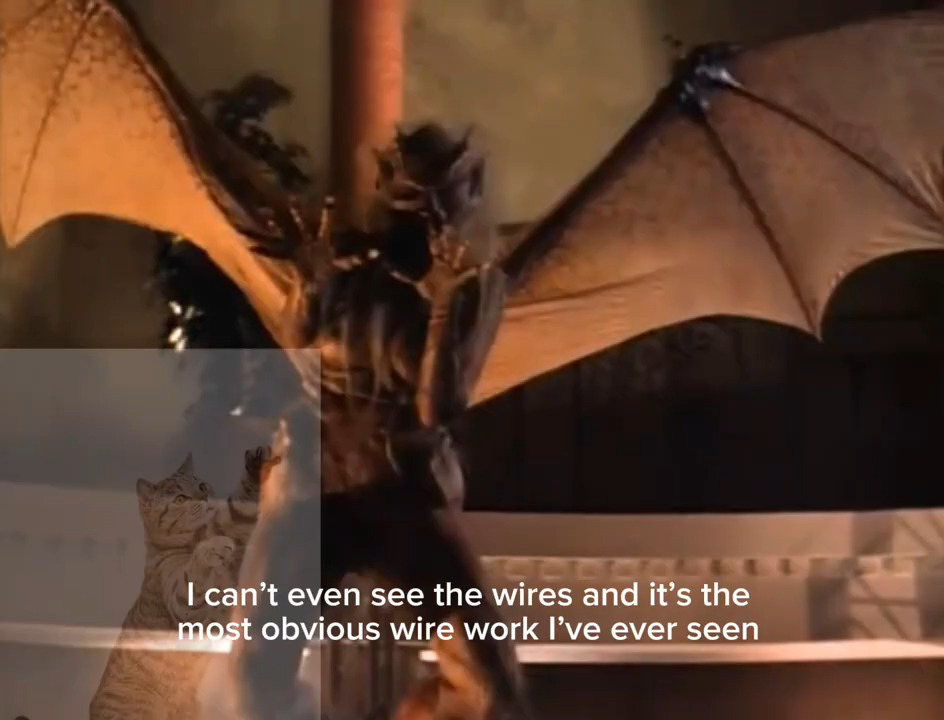 I can’t even see the wires and it’s the
most obvious wire work I’ve ever seen